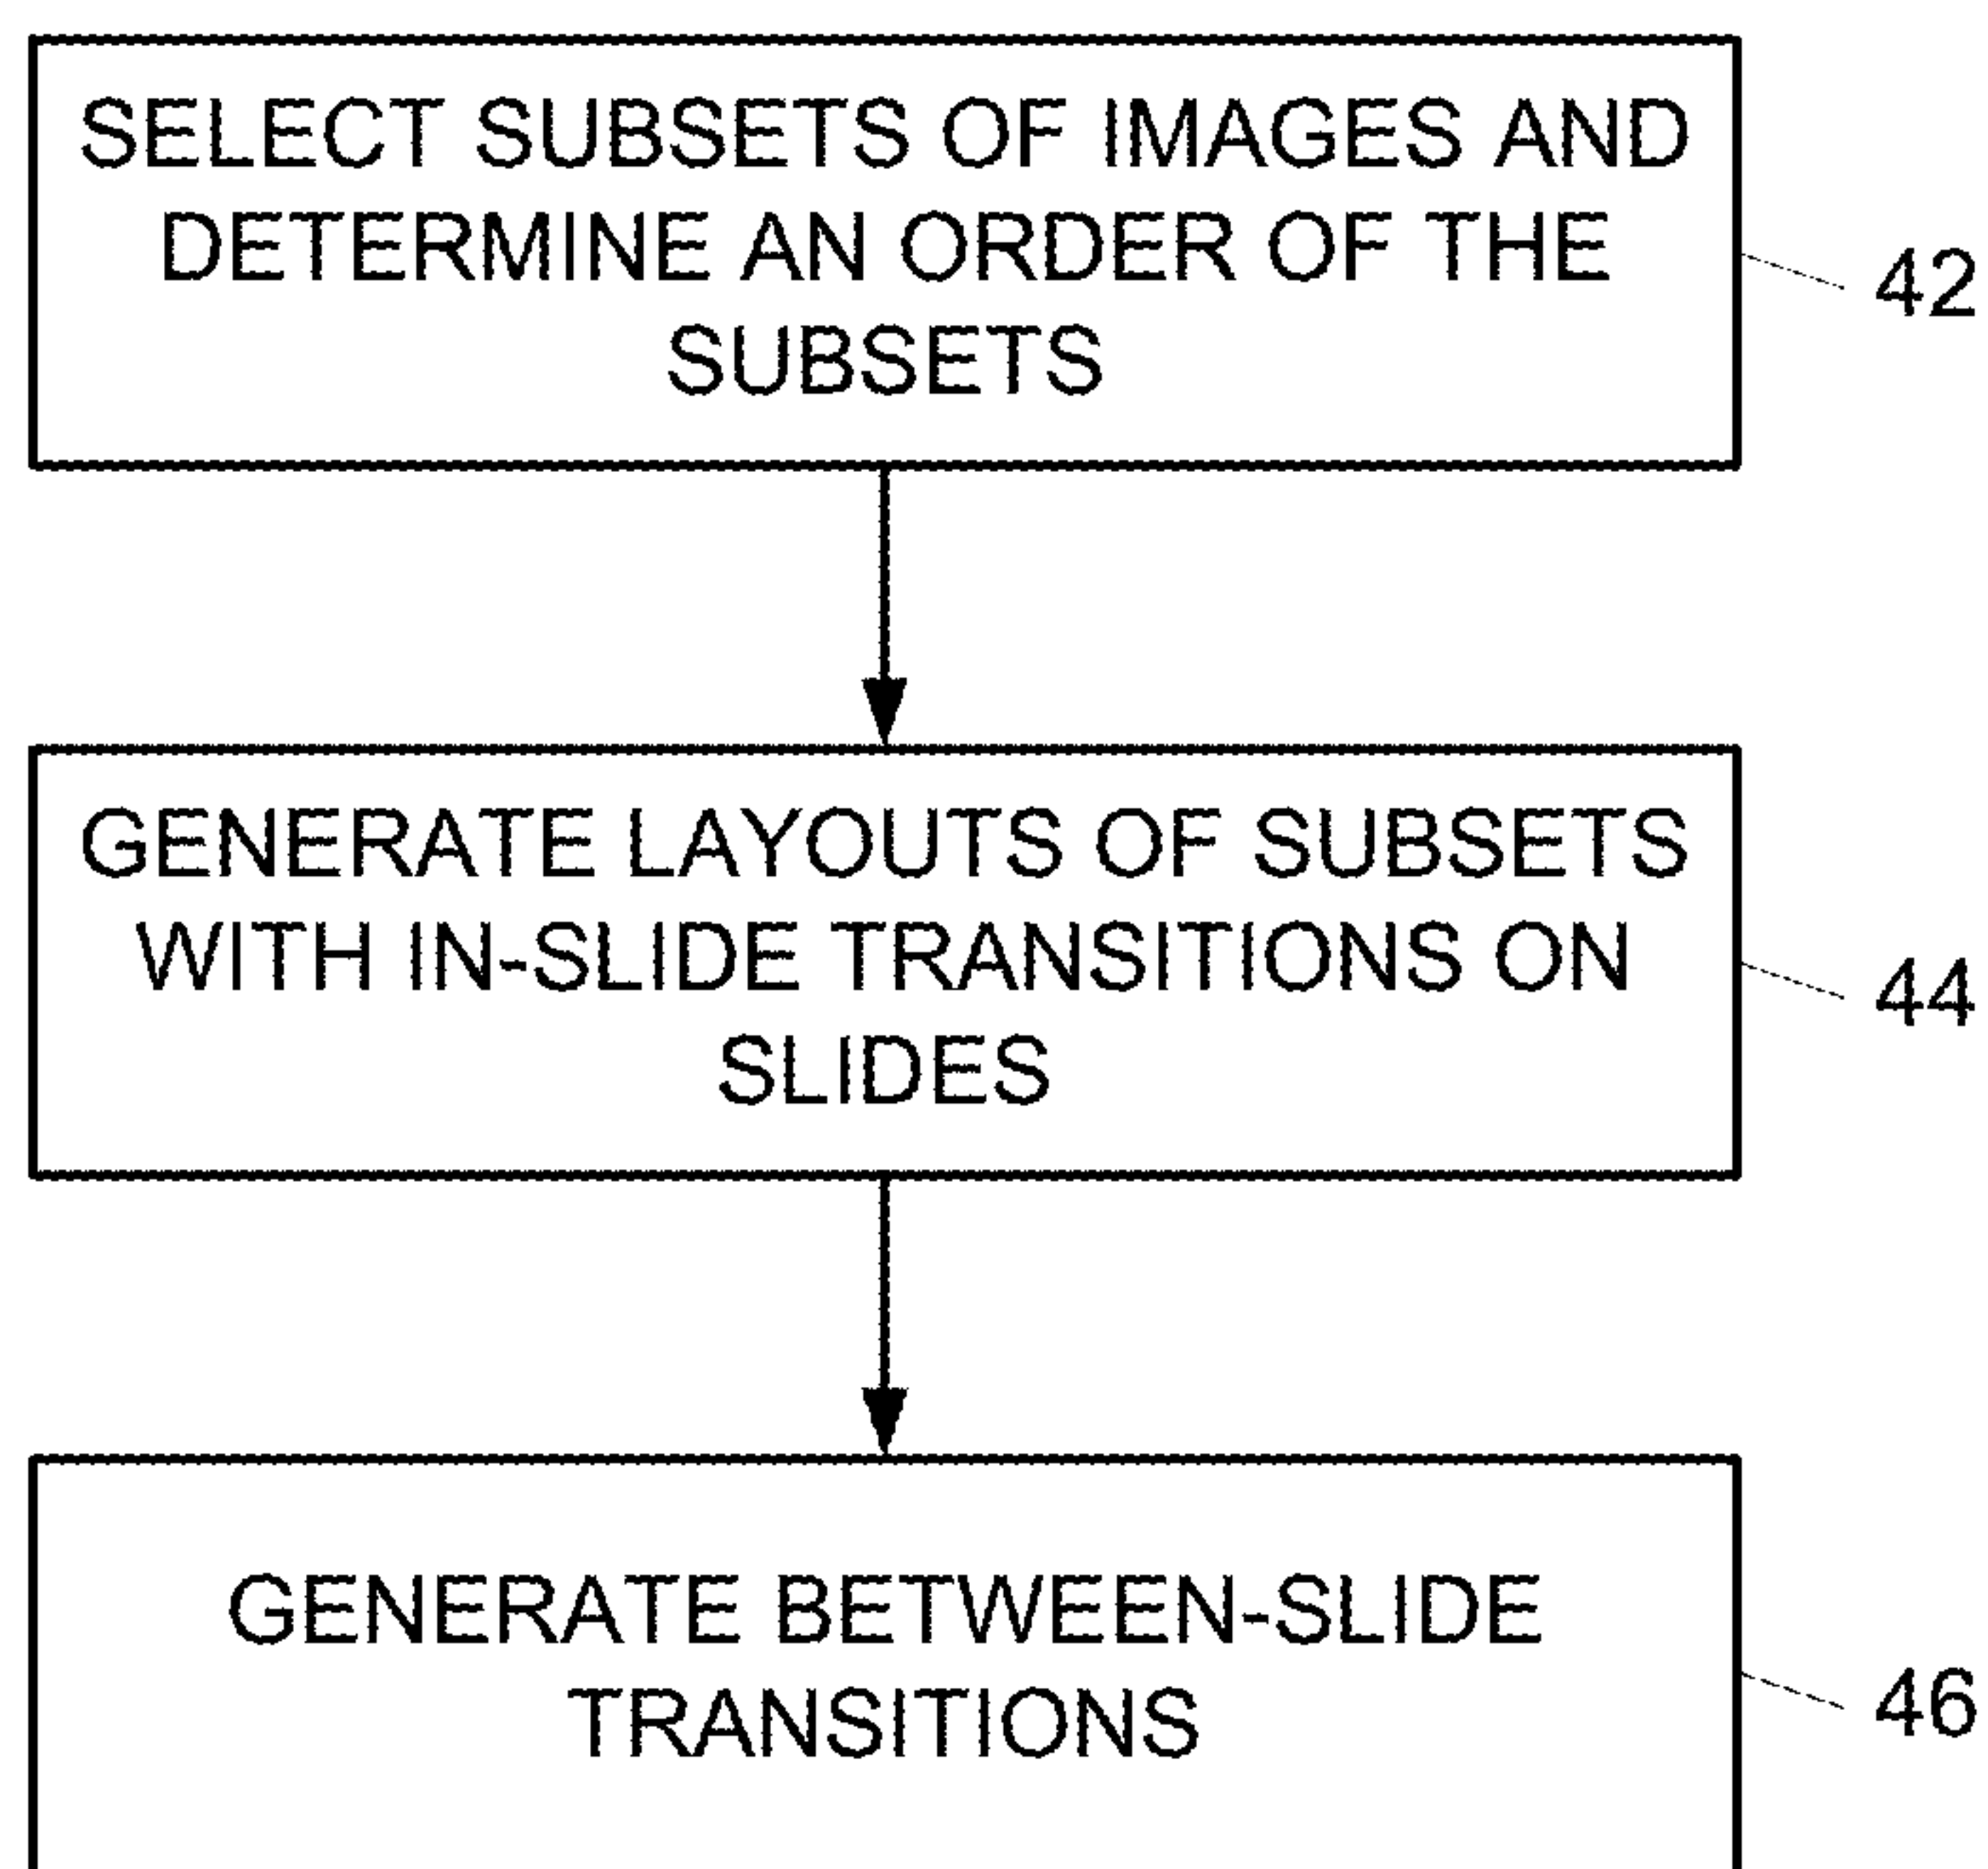 SELECT SUBSETS OF IMAGES AND
DETERMINE AN ORDER OF THE
SUBSETS
42
GENERATE LAYOUTS OF SUBSETS
WITH IN-SLIDE TRANSITIONS ON
SLIDES
44
GENERATE BETWEEN-SLIDE
TRANSITIONS
46